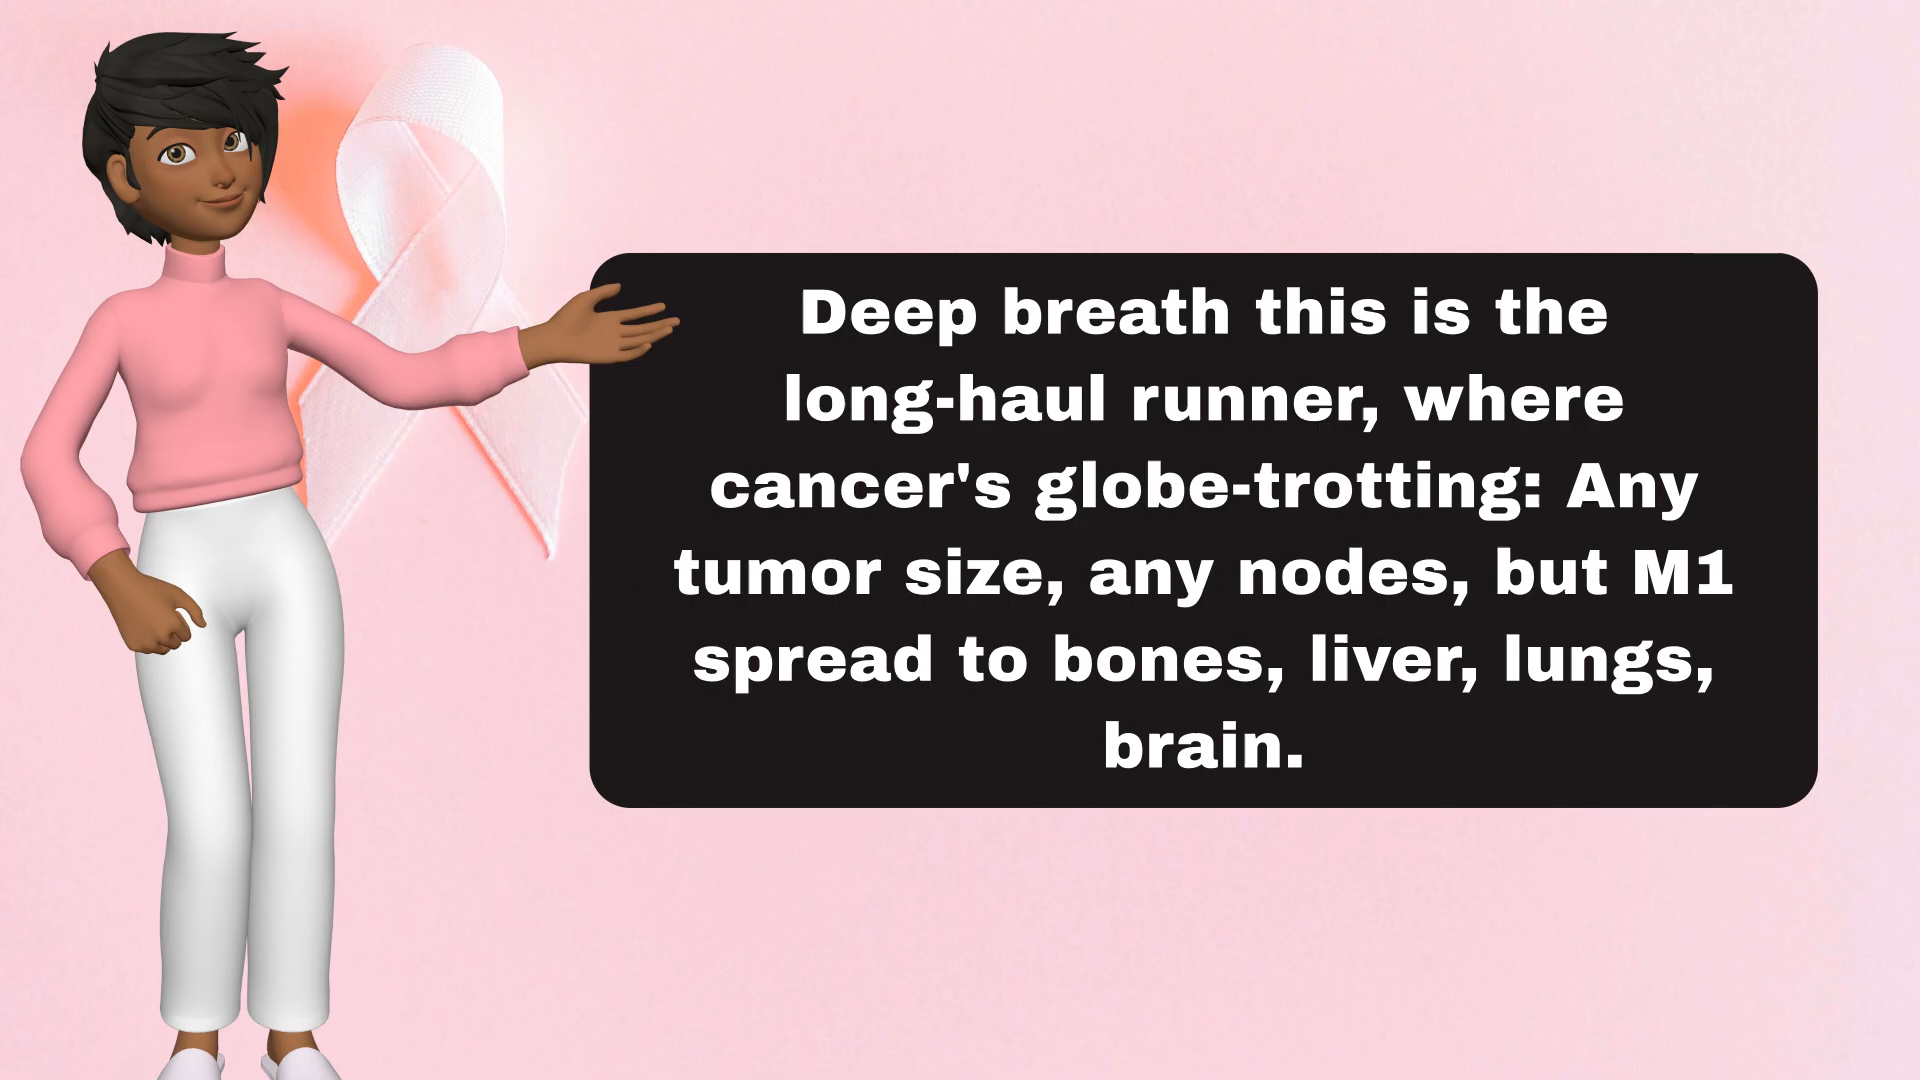 Deep breath this is the
long-haul runner, where
cancer's globe-trotting: Any
tumor size, any nodes, but M1
spread to bones, liver, lungs,
brain.